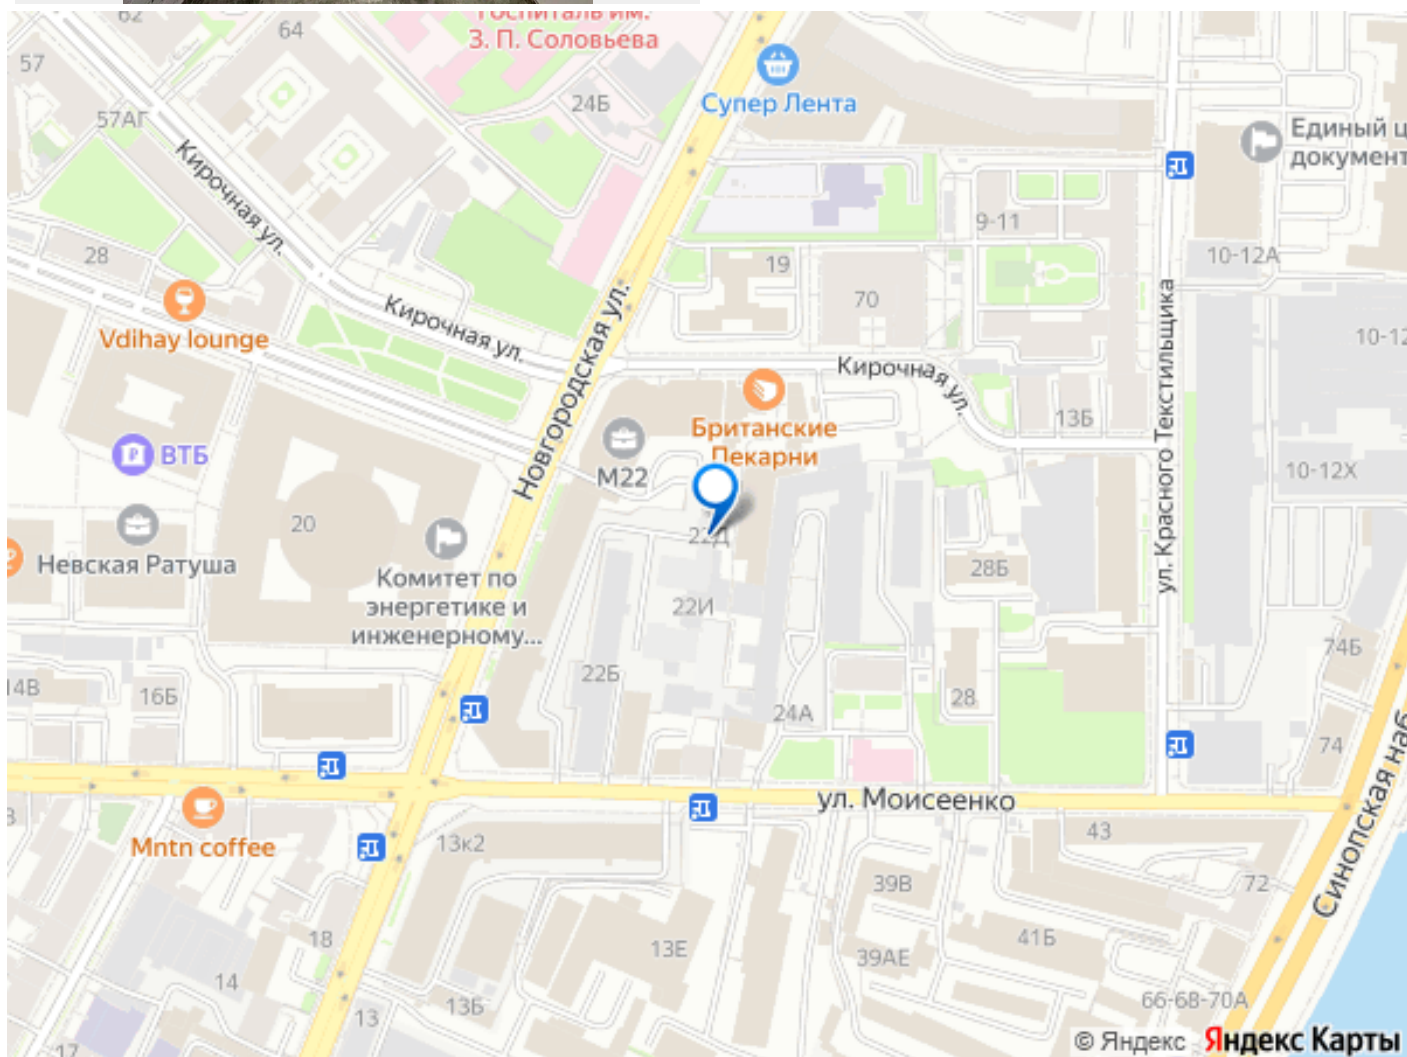 Госпиталь им.
З. П. Соловьева
62
64
57
57АГ
24Б
Супер Лента
Единый ц
документ
Кирочная ул.
9-11
10-12А
28
19
70
Vdihay lounge
Кирочная ул.
Новгородская ул.
Кирочная ул.
ул. Красного Текстильщика
10-12
13Б
Британские
Пекарни
М22
ВТБ
10-12Х
20
Невская Ратуша
22Д
Комитет по
энергетике и
инженерному...
28Б
22И
74Б
14В
16Б
22Б
28
24А
74
ул. Моисеенко
Синопская наб
Mntn coffee
13к2
43
39В
72
18
13Е
41Б
39АЕ
14
13Б
13
66-68-70А
17
© Яндекс Яндекс Карты